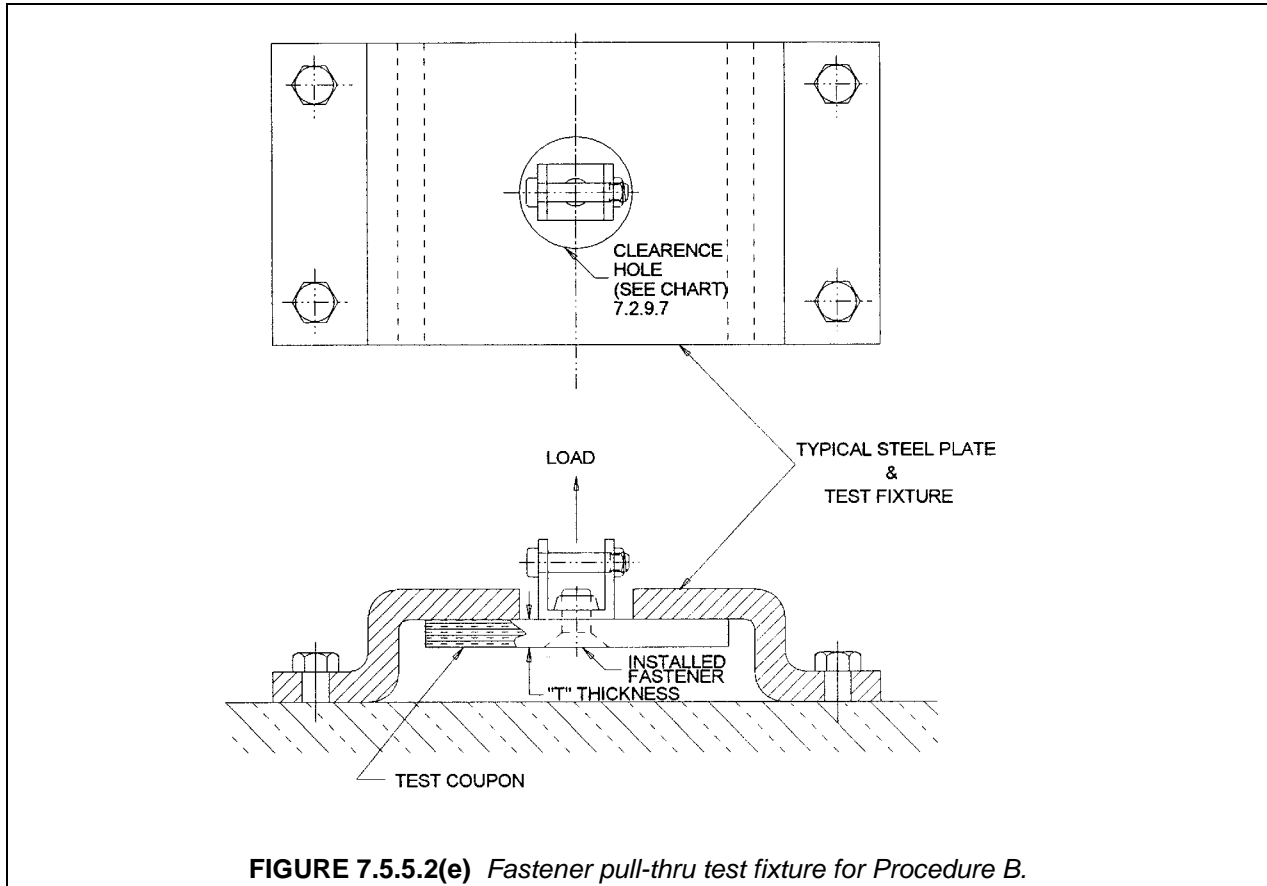 CLEARENCE
HOLE
(SEE CHART)
7.2.9.7
TYPICAL STEEL PLATE
&
TEST FIXTURE
LOAD
INSTALLED
FASTENER
"T" THICKNESS
TEST COUPON
FIGURE 7.5.5.2(e) Fastener pull-thru test fixture for Procedure B.